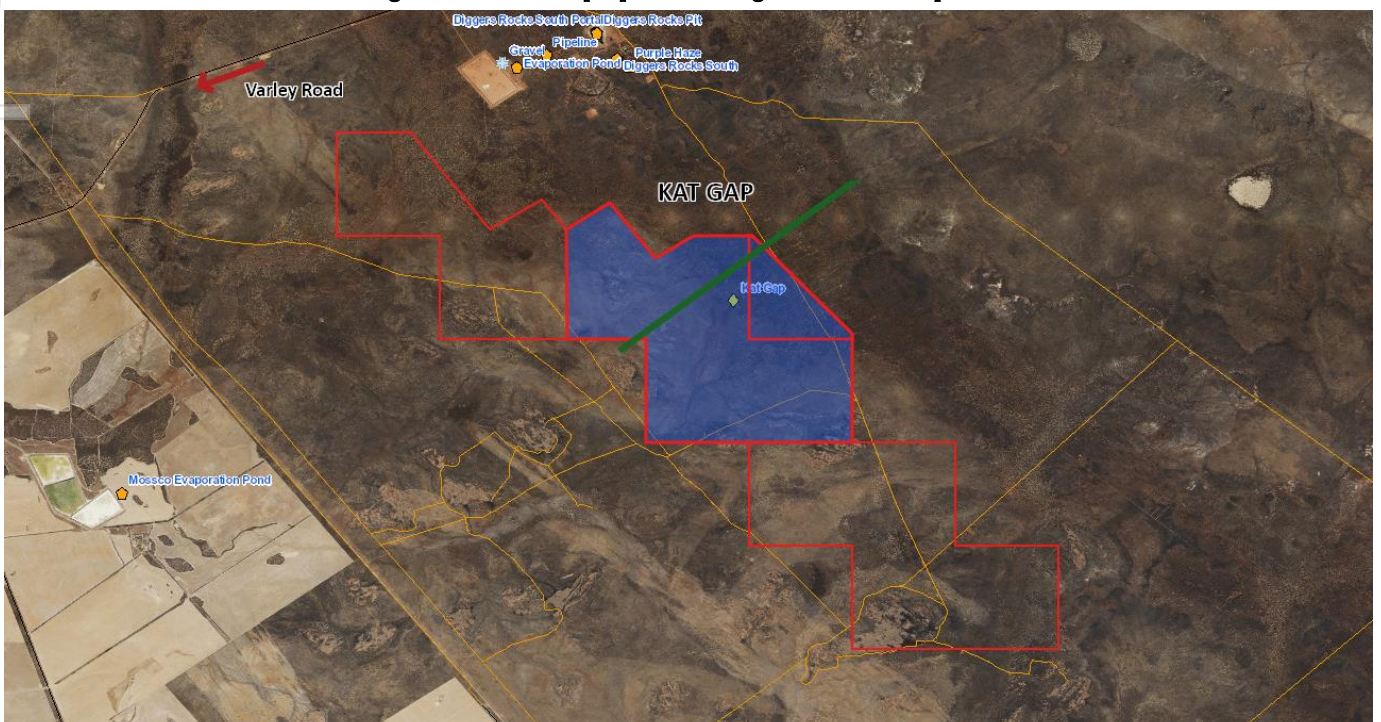 Diggers Rocks South PortalDiggers Rocks Pit
Pipeline
Gravel
Purple Haze
Evaporation Pond
Diggers Rocks South
Varley Road
KAT GAP
Kat Gap
Mossco Evaporation Pond